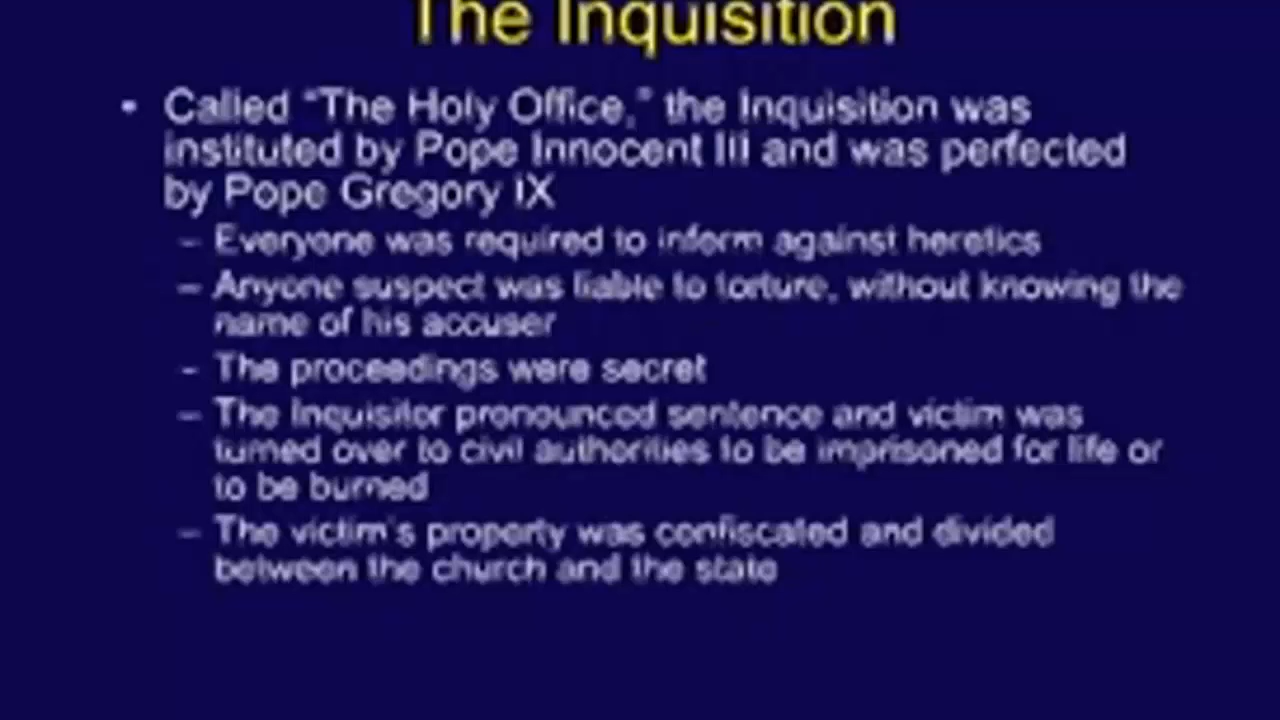 The Inquisition
• Called "The Holy Office," the Inquisition was
instituted by Pope Innocent III and was perfected
by Pope Gregory IX
– Everyone was required to inform against heretics
– Anyone suspect was liable to torture, without knowing the
name of his accuser
– The proceedings were secret
– The Inquisitor pronounced sentence and victim was
turned over to civil authorities to be imprisoned for life or
to be burned
– The victim's property was confiscated and divided
between the church and the state